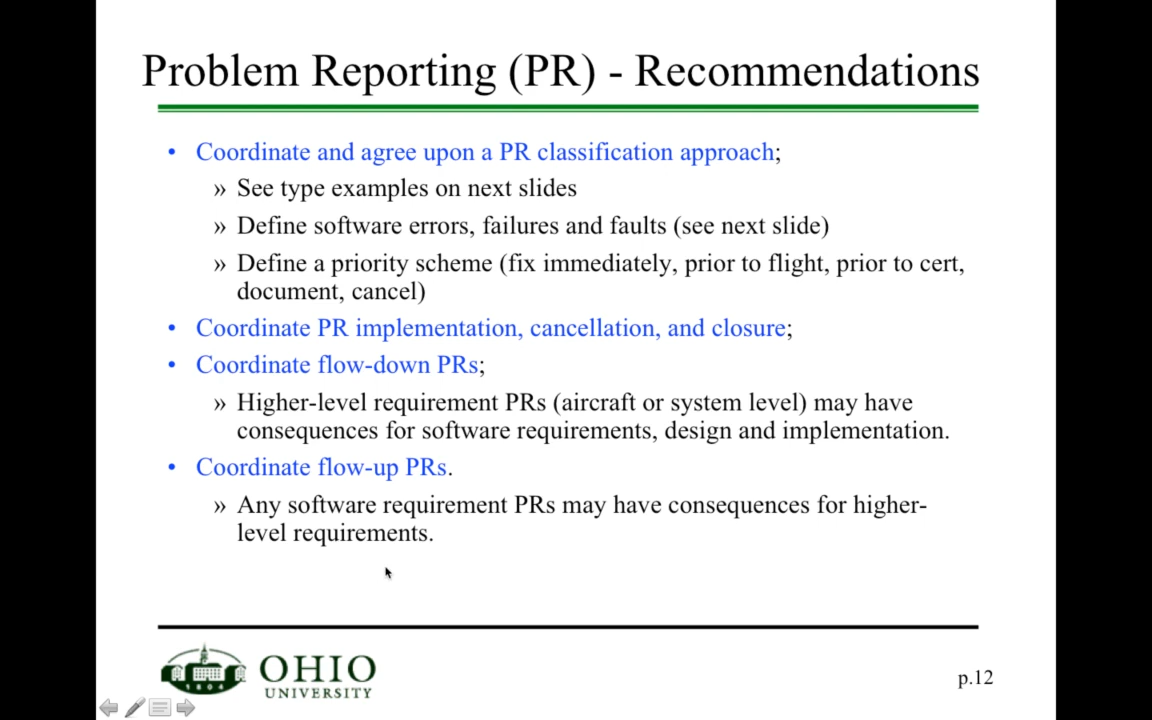 Problem Reporting (PR) - Recommendations
• Coordinate and agree upon a PR classification approach;
» See type examples on next slides
» Define software errors, failures and faults (see next slide)
» Define a priority scheme (fix immediately, prior to flight, prior to cert,
document, cancel)
• Coordinate PR implementation, cancellation, and closure;
• Coordinate flow-down PRs;
» Higher-level requirement PRs (aircraft or system level) may have
consequences for software requirements, design and implementation.
• Coordinate flow-up PRs.
» Any software requirement PRs may have consequences for higher-
level requirements.
1804
OHIO
UNIVERSITY
p.12